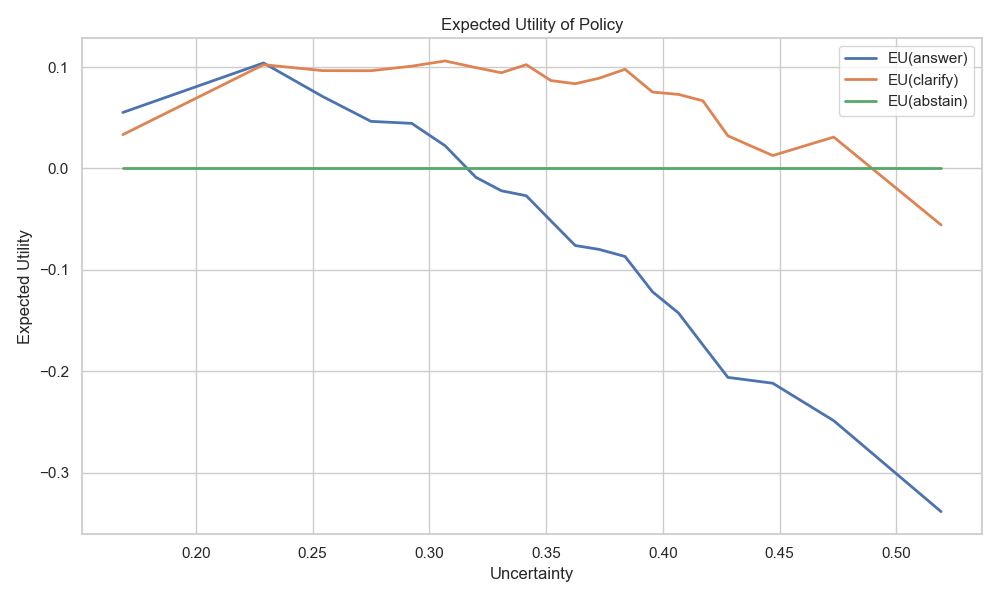 Expected Utility of Policy
EU(answer)
EU(clarify)
EU(abstain)
Expected Utility
0.1
0.0
−0.1
−0.2
−0.3
0.20
0.25
0.30
0.35
0.40
0.45
0.50
Uncertainty